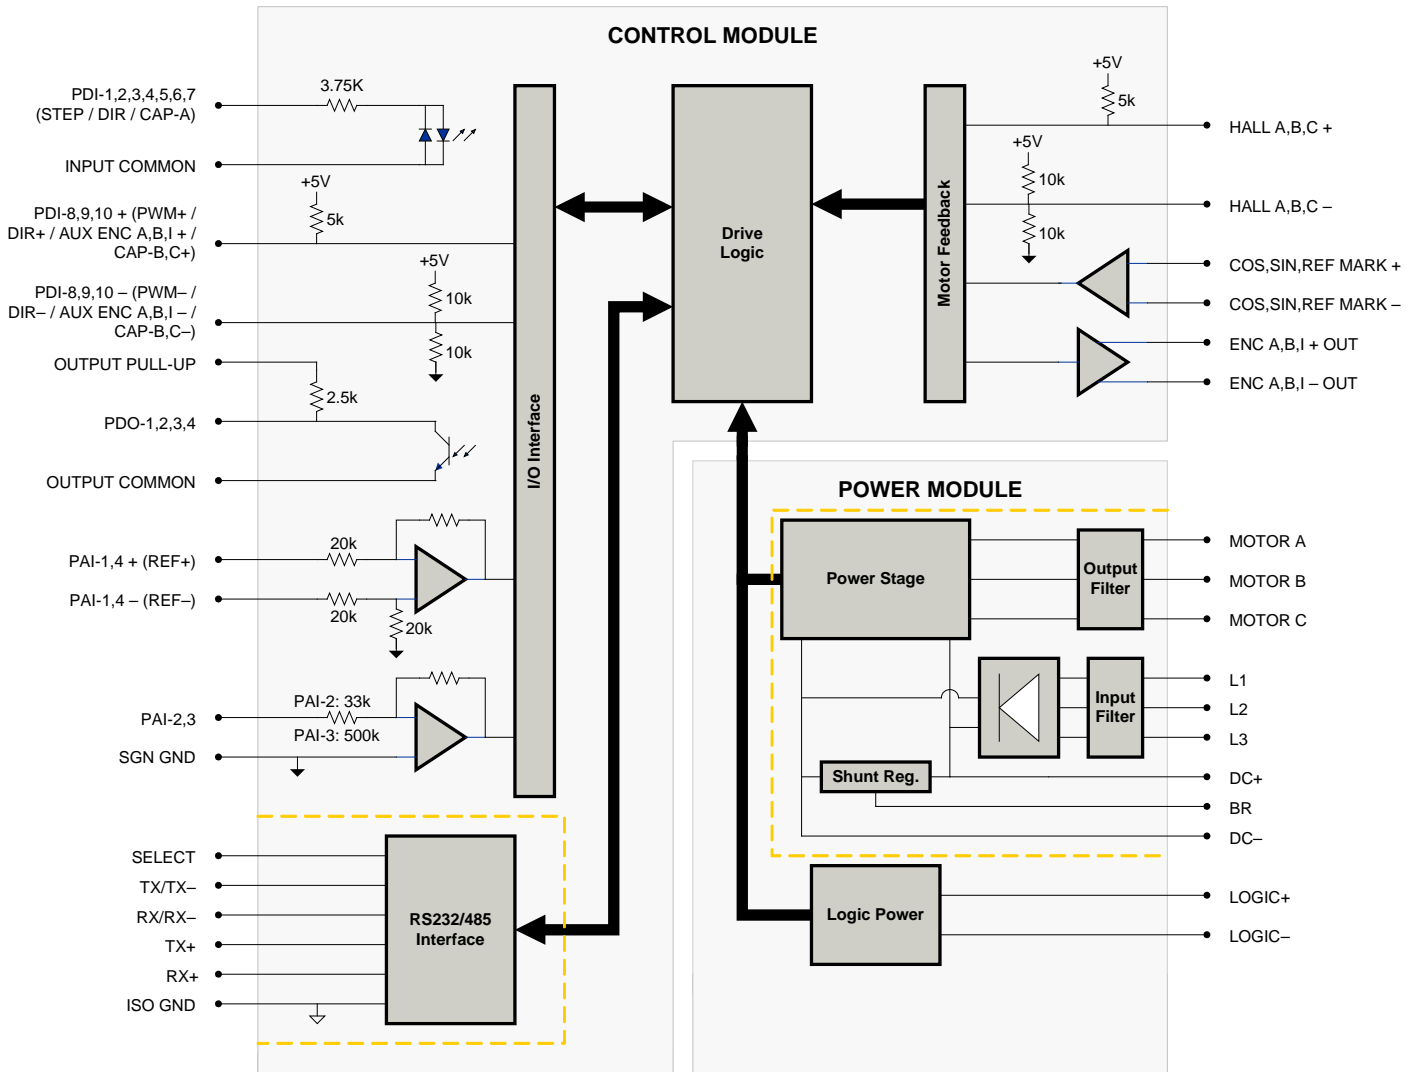 CONTROL MODULE
PDI-1,2,3,4,5,6,7
(STEP / DIR / CAP-A)
3.75K
INPUT COMMON
+5V
5k
PDI-8,9,10 + (PWM+ /
DIR+ / AUX ENC A,B,I + /
CAP-B,C+)
+5V
10k
10k
PDI-8,9,10 – (PWM– /
DIR– / AUX ENC A,B,I – /
CAP-B,C–)
OUTPUT PULL-UP
2.5k
PDO-1,2,3,4
OUTPUT COMMON
PAI-1,4 + (REF+)
20k
PAI-1,4 – (REF–)
20k
20k
PAI-2,3
PAI-2: 33k
PAI-3: 500k
SGN GND
I/O Interface
Drive
Logic
Motor Feedback
+5V
5k
HALL A,B,C +
+5V
10k
10k
HALL A,B,C –
COS,SIN,REF MARK +
COS,SIN,REF MARK –
ENC A,B,I + OUT
ENC A,B,I – OUT
SELECT
TX/TX–
RX/RX–
TX+
RX+
ISO GND
RS232/485
Interface
POWER MODULE
Power Stage
Output
Filter
MOTOR A
MOTOR B
MOTOR C
Input
Filter
L1
L2
L3
Shunt Reg.
DC+
BR
DC–
Logic Power
LOGIC+
LOGIC–